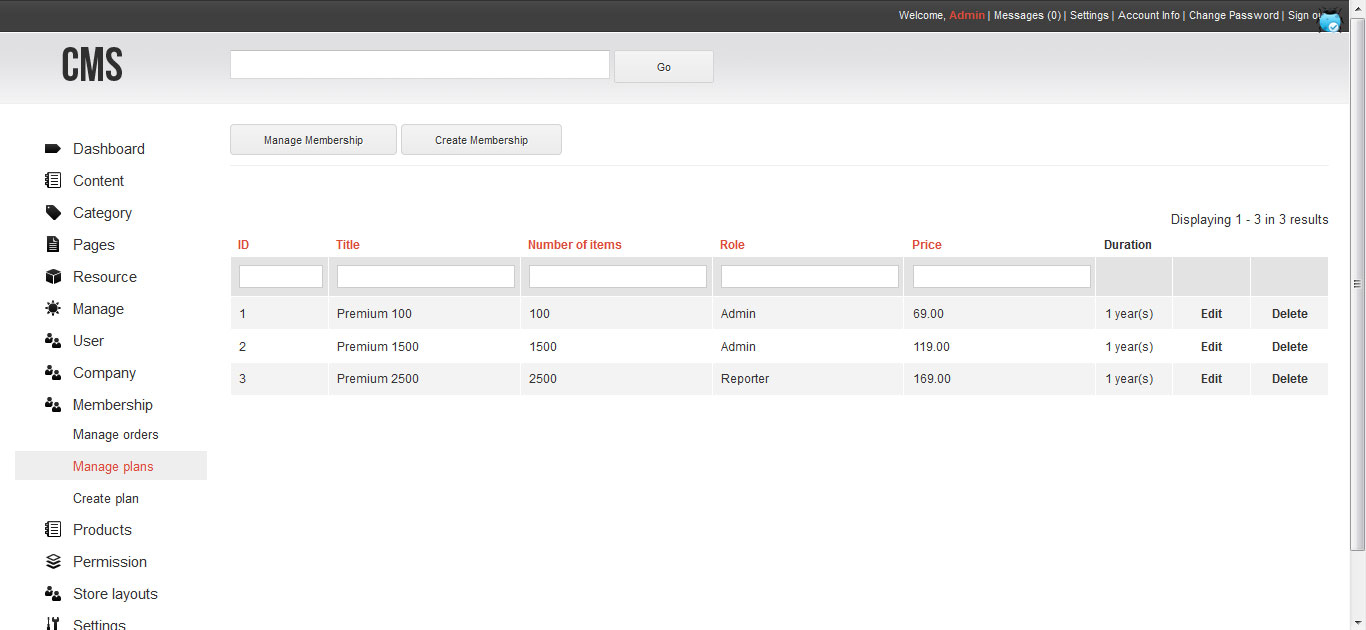 Welcome, Admin | Messages (0) | Settings | Account Info | Change Password | Sign
CMS
Go
Manage Membership Create Membership
Dashboard
Content
Category
Pages
Resource
Manage
User
Company
Membership
Manage orders
Manage plans
Create plan
Products
Permission
Store layouts
Settings
Displaying 1 - 3 in 3 results
ID Title Number of items Role Price Duration
1 Premium 100 100 Admin 69.00 1 year(s) Edit Delete
2 Premium 1500 1500 Admin 119.00 1 year(s) Edit Delete
3 Premium 2500 2500 Reporter 169.00 1 year(s) Edit Delete